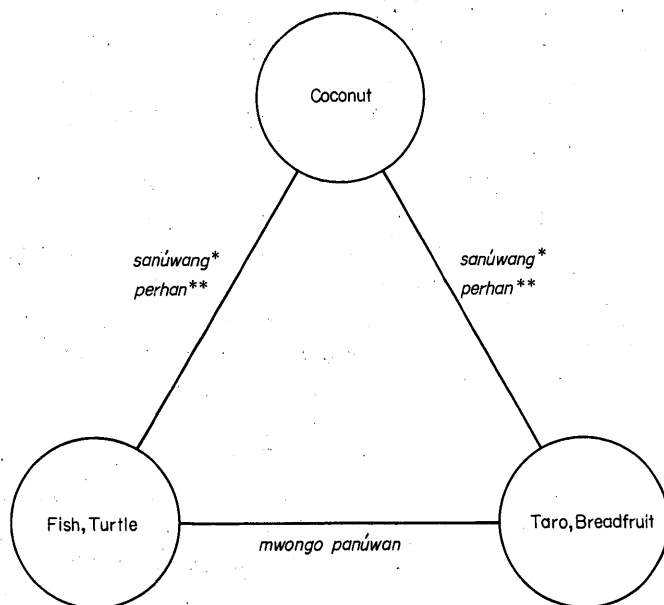 Coconut
sanúwang*
perhan**
sanúwang*
perhan**
Fish, Turtle
Taro, Breadfruit
mwongo panúwan